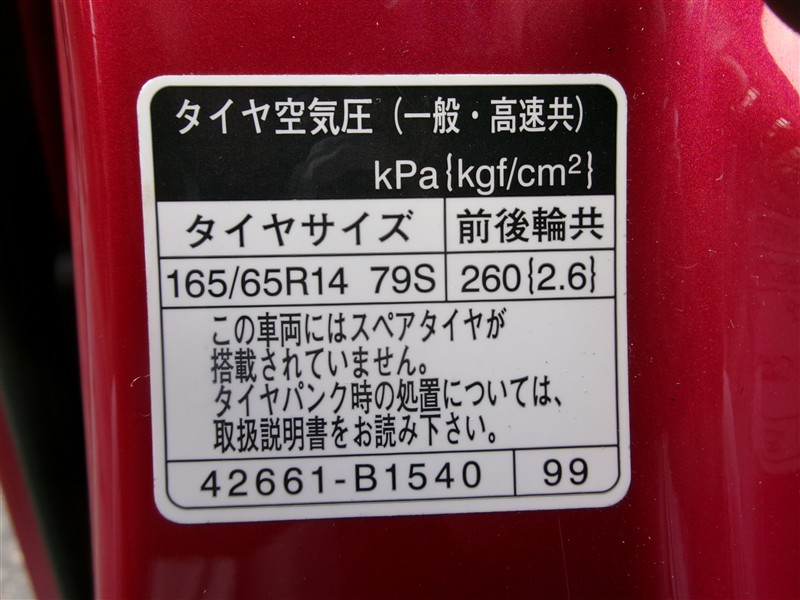 タイヤ空気圧（一般・高速共）
kPa{kgf/cm²}
タイヤサイズ 前後輪共
165/65R14 79S 260{2.6}
この車両にはスペアタイヤが
搭載されていません。
タイヤパンク時の処置については、
取扱説明書をお読み下さい。
42661-B1540 99